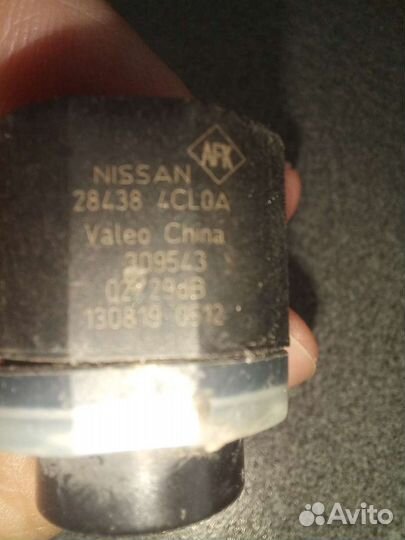 AFK
NISSAN
28438 4CL0A
Valeo China
309543
130819 0512
Avito